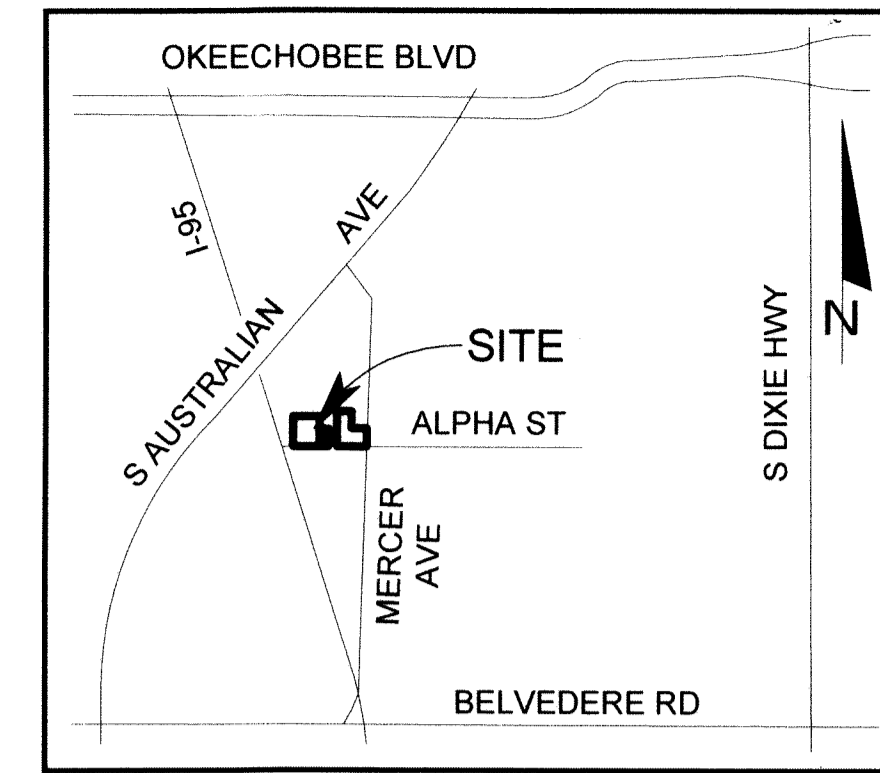 OKEECHOBEE BLVD
I-95
AVE
S AUSTRALIAN
SITE
S DIXIE HWY
N
ALPHA ST
MERCER
AVE
BELVEDERE RD